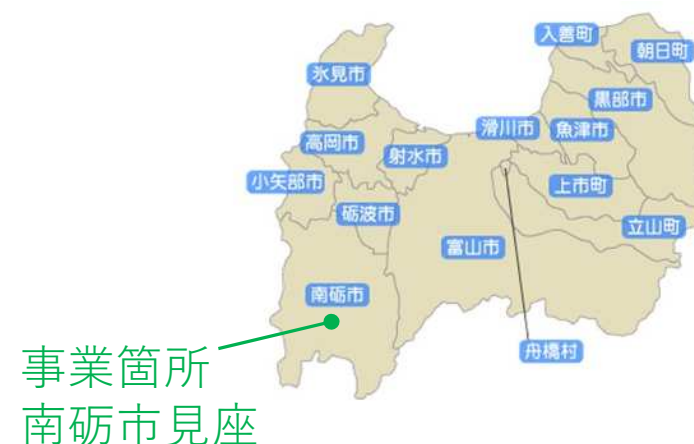 入善町
朝日町
氷見市
黒部市
滑川市
魚津市
高岡市
射水市
小矢部市
上市町
砺波市
立山町
富山市
南砺市
舟橋村
事業箇所
南砺市見座